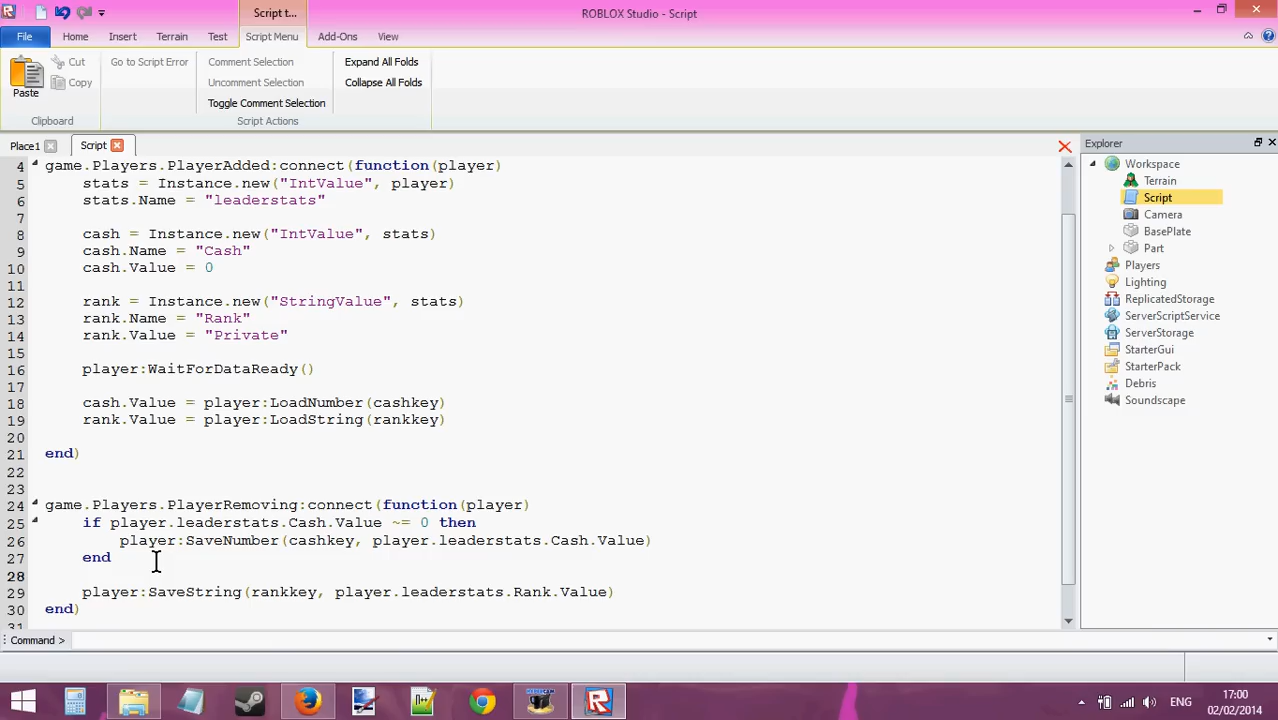 Script t...
ROBLOX Studio - Script
File
Home
Insert
Terrain
Test
Script Menu
Add-Ons
View
Paste
Cut
Copy
Clipboard
Go to Script Error
Comment Selection
Uncomment Selection
Toggle Comment Selection
Script Actions
Expand All Folds
Collapse All Folds
Place1
Script
4 game.Players.PlayerAdded:connect(function(player)
5 stats = Instance.new("IntValue", player)
6 stats.Name = "leaderstats"
7
8 cash = Instance.new("IntValue", stats)
9 cash.Name = "Cash"
10 cash.Value = 0
11
12 rank = Instance.new("StringValue", stats)
13 rank.Name = "Rank"
14 rank.Value = "Private"
15
16 player:WaitForDataReady()
17
18 cash.Value = player:LoadNumber(cashkey)
19 rank.Value = player:LoadString(rankkey)
20
21 end)
22
23
24 game.Players.PlayerRemoving:connect(function(player)
25 if player.leaderstats.Cash.Value ~= 0 then
26 player:SaveNumber(cashkey, player.leaderstats.Cash.Value)
27 end
28
29 player:SaveString(rankkey, player.leaderstats.Rank.Value)
30 end)
31
Explorer
Workspace
Terrain
Script
Camera
BasePlate
Part
Players
Lighting
ReplicatedStorage
ServerScriptService
ServerStorage
StarterGui
StarterPack
Debris
Soundscape
Command >
ENG
17:00
02/02/2014